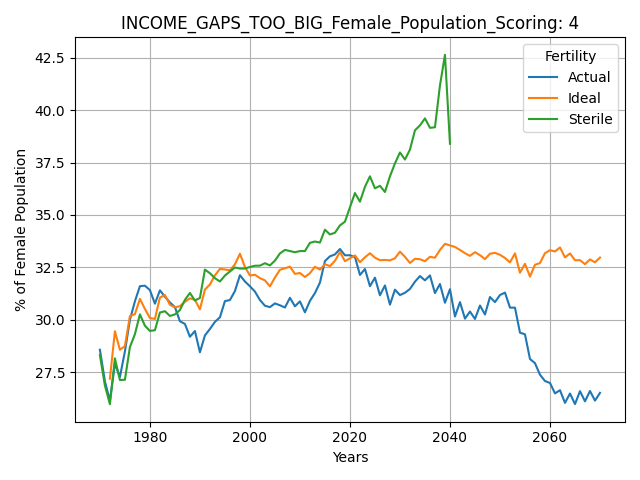 INCOME_GAPS_TOO_BIG_Female_Population_Scoring: 4
Fertility
Actual
Ideal
Sterile
% of Female Population
42.5
40.0
37.5
35.0
32.5
30.0
27.5
1980
2000
2020
2040
2060
Years